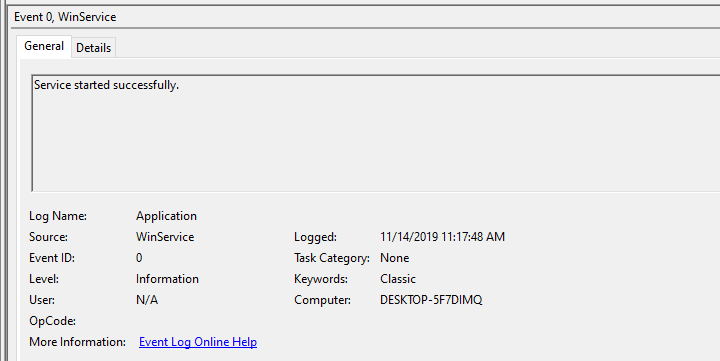 Event 0, WinService
General Details
Service started successfully.
Log Name: Application
Source: WinService Logged: 11/14/2019 11:17:48 AM
Event ID: 0 Task Category: None
Level: Information Keywords: Classic
User: N/A Computer: DESKTOP-5F7DIMQ
OpCode:
More Information: Event Log Online Help